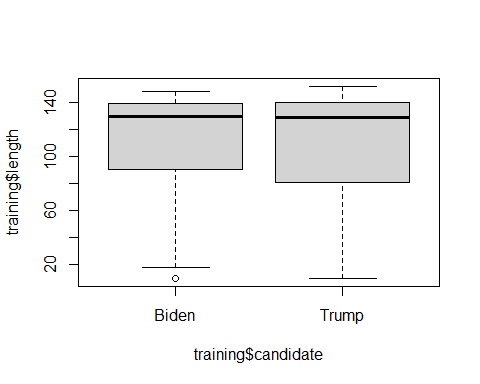 training$length
140
100
60
20
Biden Trump
training$candidate